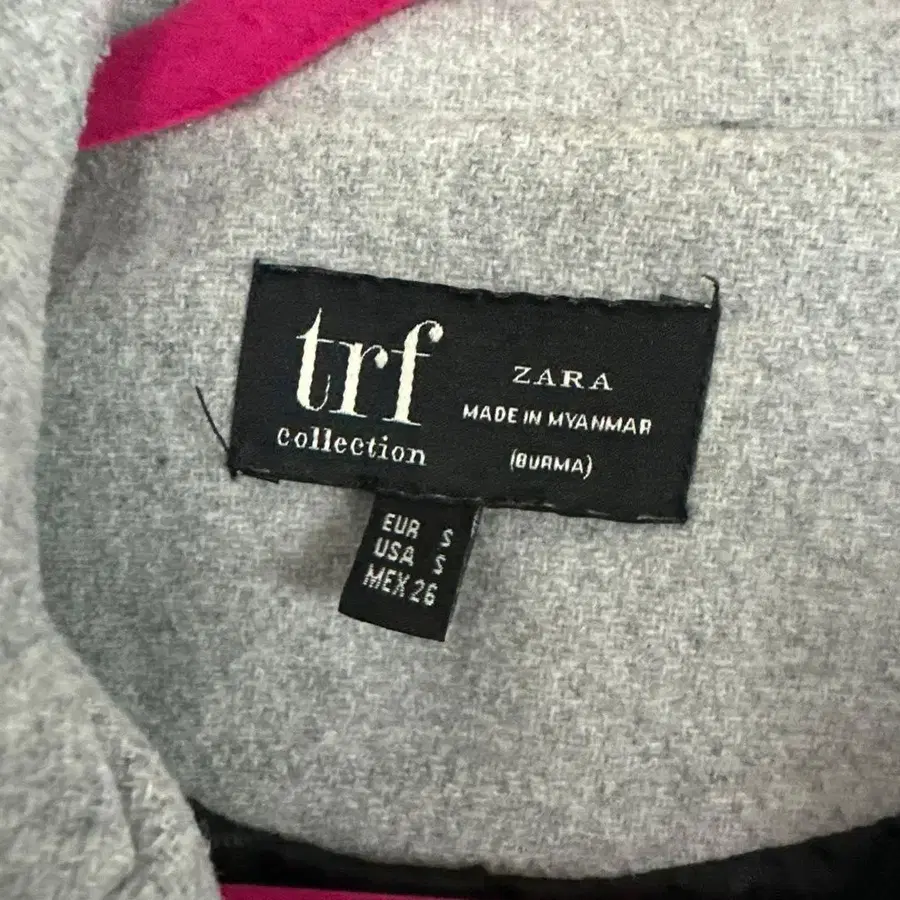 trf
collection
ZARA
MADE IN MYANMAR
(BURMA)
EUR S
USA S
MEX 26